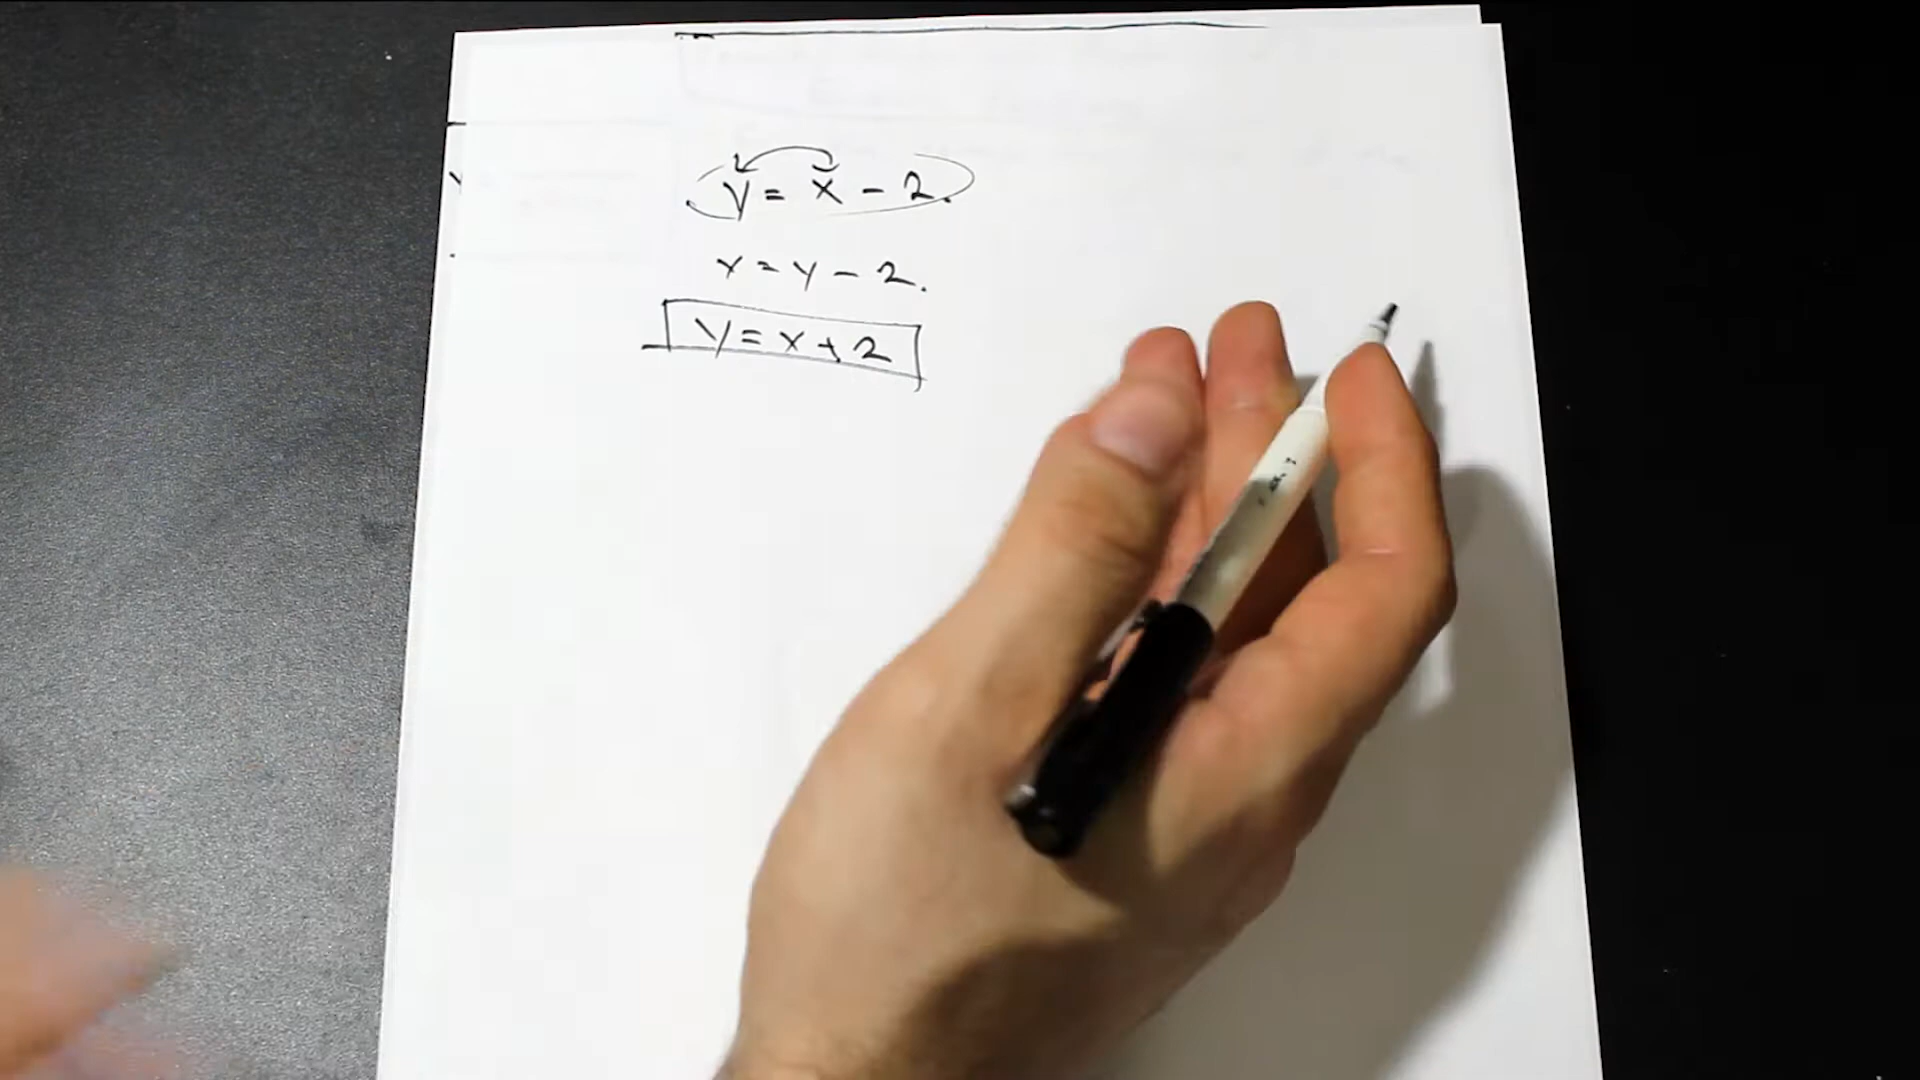 y = x - 2.
x = y - 2.
y = x + 2